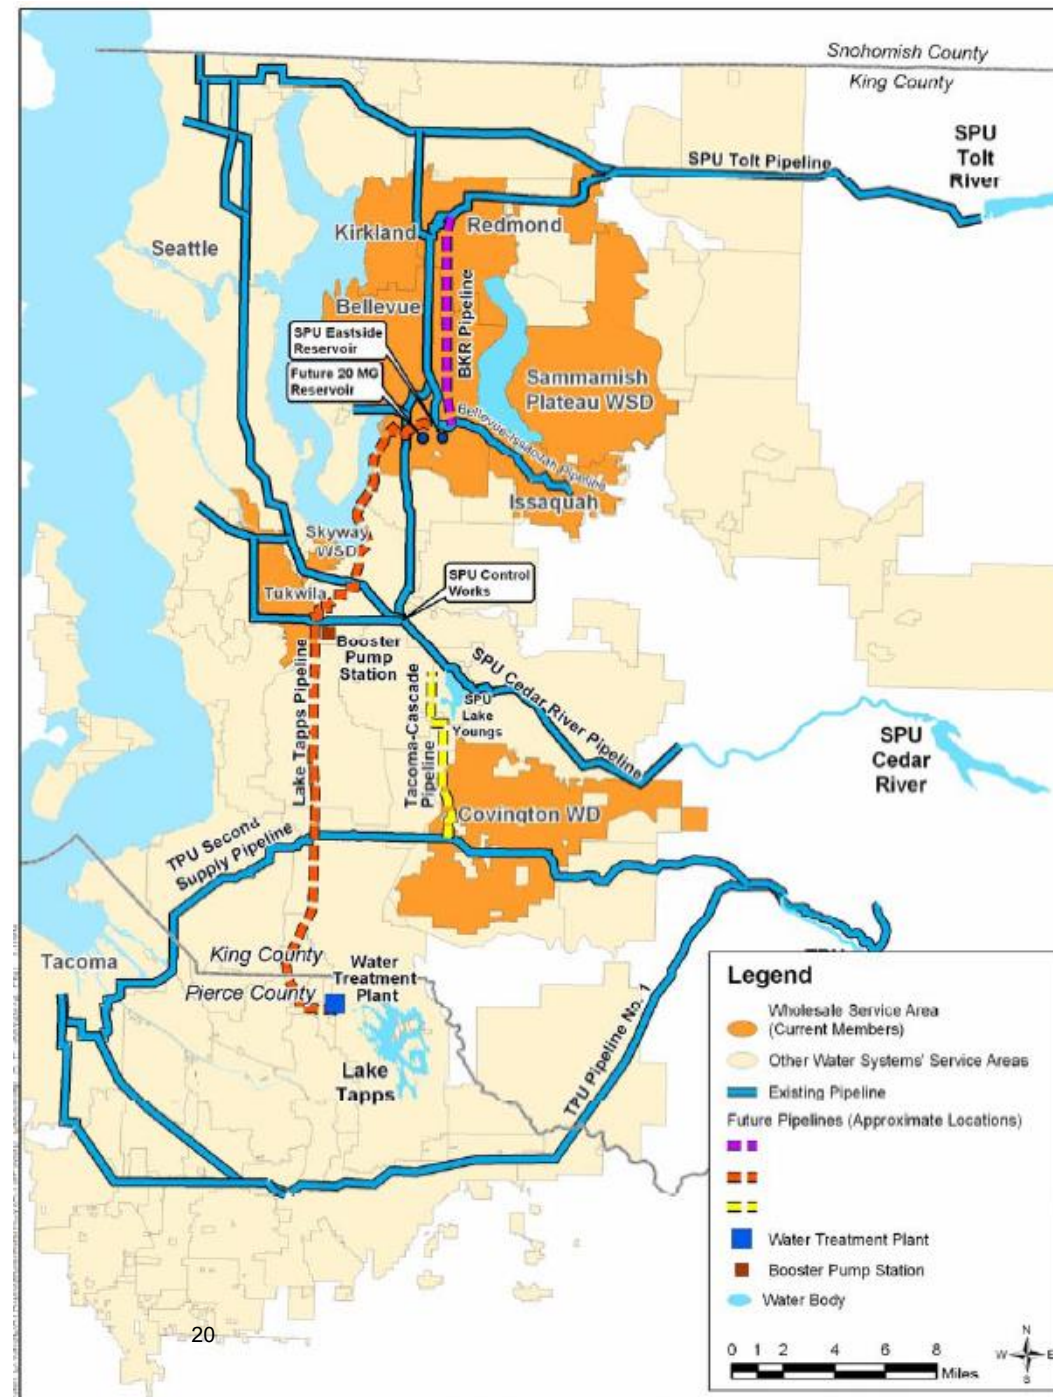 Snohomish County
King County
SPU
Tolt
River
SPU Tolt Pipeline
Seattle
Kirkland
Redmond
Bellevue
BKR Pipeline
SPU Eastside
Reservoir
Future 20 MG
Reservoir
Sammamish
Plateau WSD
Bellevue-Issaquah Pipeline
Issaquah
Skyway
WSD
Tukwila
SPU Control
Works
Booster
Pump
Station
Lake Tapps Pipeline
Tacoma-Cascade
Pipeline
SPU
Lake
Youngs
SPU Cedar River Pipeline
SPU
Cedar
River
Covington WD
TPU Second
Supply Pipeline
Tacoma
King County
Pierce County
Water
Treatment
Plant
Lake
Tapps
TPU Pipeline No. 1
Legend
Wholesale Service Area
(Current Members)
Other Water Systems' Service Areas
Existing Pipeline
Future Pipelines (Approximate Locations)
Water Treatment Plant
Booster Pump Station
Water Body
0 1 2 4 6 8
Miles
N
W E
S
20